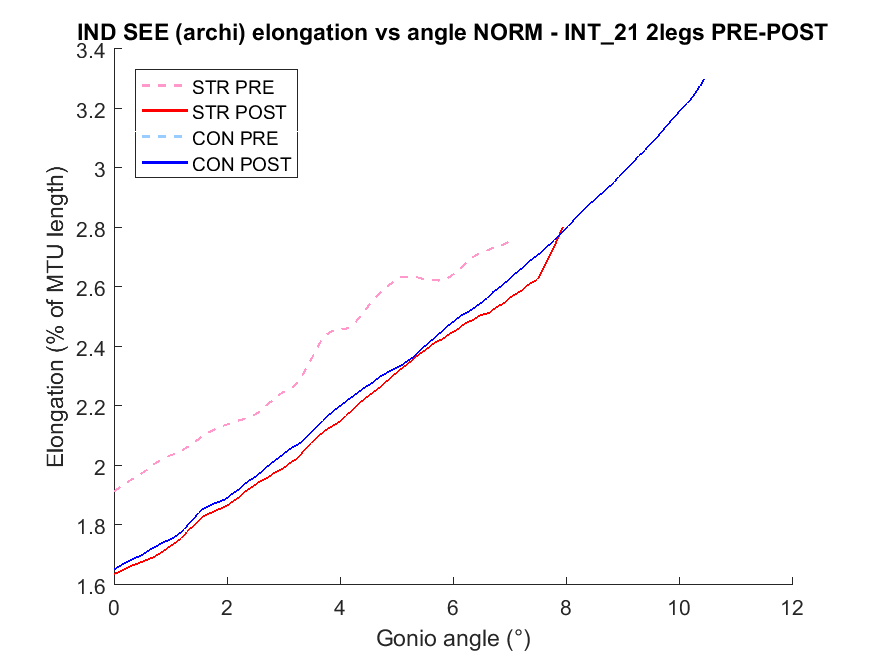 IND SEE (archi) elongation vs angle NORM - INT_21 2legs PRE-POST
3.4
3.2
3
2.8
2.6
2.4
2.2
2
1.8
1.6
Elongation (% of MTU length)
STR PRE
STR POST
CON PRE
CON POST
0 2 4 6 8 10 12
Gonio angle (°)